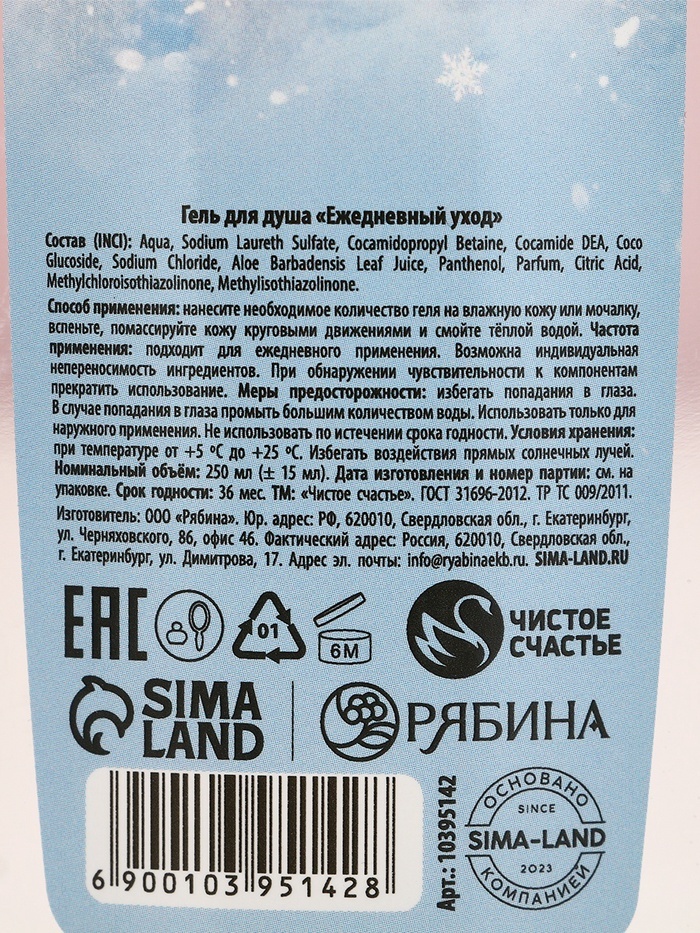 Гель для душа «Ежедневный уход»
Состав (INCI): Aqua, Sodium Laureth Sulfate, Cocamidopropyl Betaine, Cocamide DEA, Coco
Glucoside, Sodium Chloride, Aloe Barbadensis Leaf Juice, Panthenol, Parfum, Citric Acid,
Methylchloroisothiazolinone, Methylisothiazolinone.
Способ применения: нанесите необходимое количество геля на влажную кожу или мочалку,
вспеньте, помассируйте кожу круговыми движениями и смойте тёплой водой. Частота
применения: подходит для ежедневного применения. Возможна индивидуальная
непереносимость ингредиентов. При обнаружении чувствительности к компонентам
прекратить использование. Меры предосторожности: избегать попадания в глаза.
В случае попадания в глаза промыть большим количеством воды. Использовать только для
наружного применения. Не использовать по истечении срока годности. Условия хранения:
при температуре от +5 °C до +25 °C. Избегать воздействия прямых солнечных лучей.
Номинальный объём: 250 мл (± 15 мл). Дата изготовления и номер партии: см. на
упаковке. Срок годности: 36 мес. ТМ: «Чистое счастье». ГОСТ 31696-2012. ТР ТС 009/2011.
Изготовитель: ООО «Рябина». Юр. адрес: РФ, 620010, Свердловская обл., г. Екатеринбург,
ул. Черняховского, 86, офис 46. Фактический адрес: Россия, 620010, Свердловская обл.,
г. Екатеринбург, ул. Димитрова, 17. Адрес эл. почты: info@ryabinaekb.ru. SIMA-LAND.RU
EAC
01
6M
ЧИСТОЕ
СЧАСТЬЕ
SIMA
LAND
РЯБИНА
6 900103 951428
Арт.: 10395142
ОСНОВАНО
SINCE
SIMA-LAND
2023
КОМПАНИЕЙ